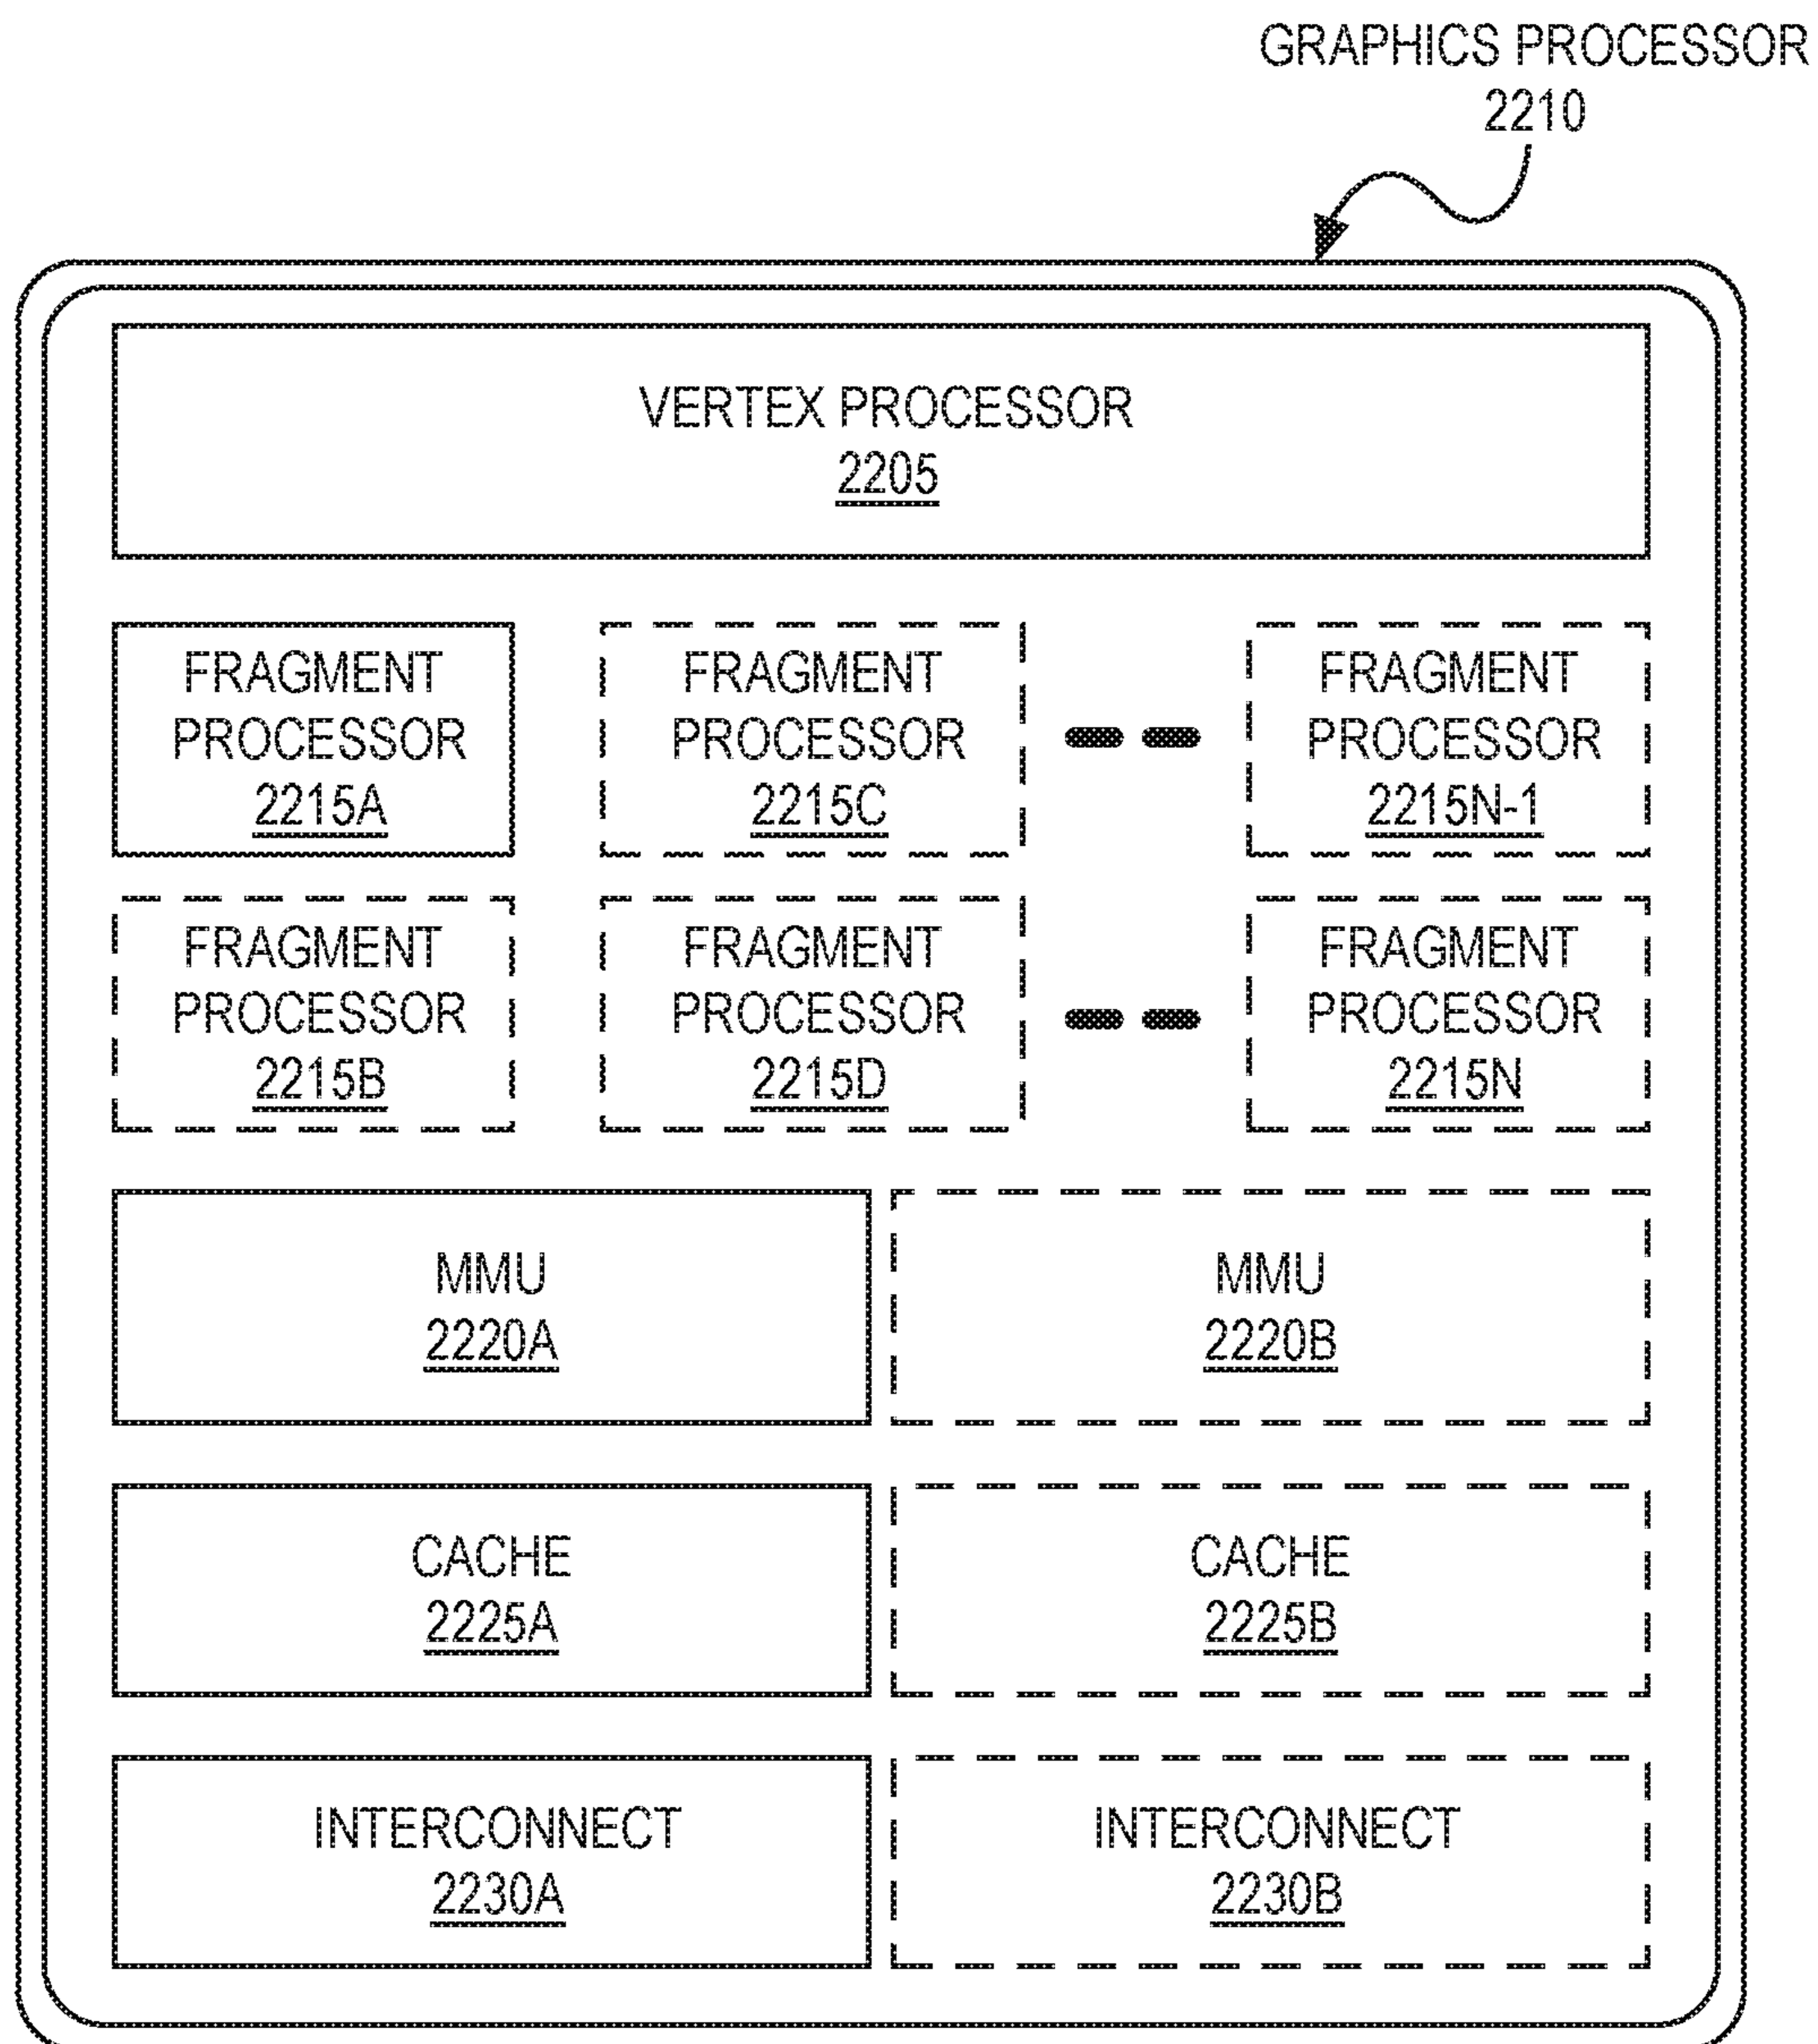 GRAPHICS PROCESSOR
2210
VERTEX PROCESSOR
2205
FRAGMENT
PROCESSOR
2215A
FRAGMENT
PROCESSOR
2215C
FRAGMENT
PROCESSOR
2215N-1
FRAGMENT
PROCESSOR
2215B
FRAGMENT
PROCESSOR
2215D
FRAGMENT
PROCESSOR
2215N
MMU
2220A
MMU
2220B
CACHE
2225A
CACHE
2225B
INTERCONNECT
2230A
INTERCONNECT
2230B